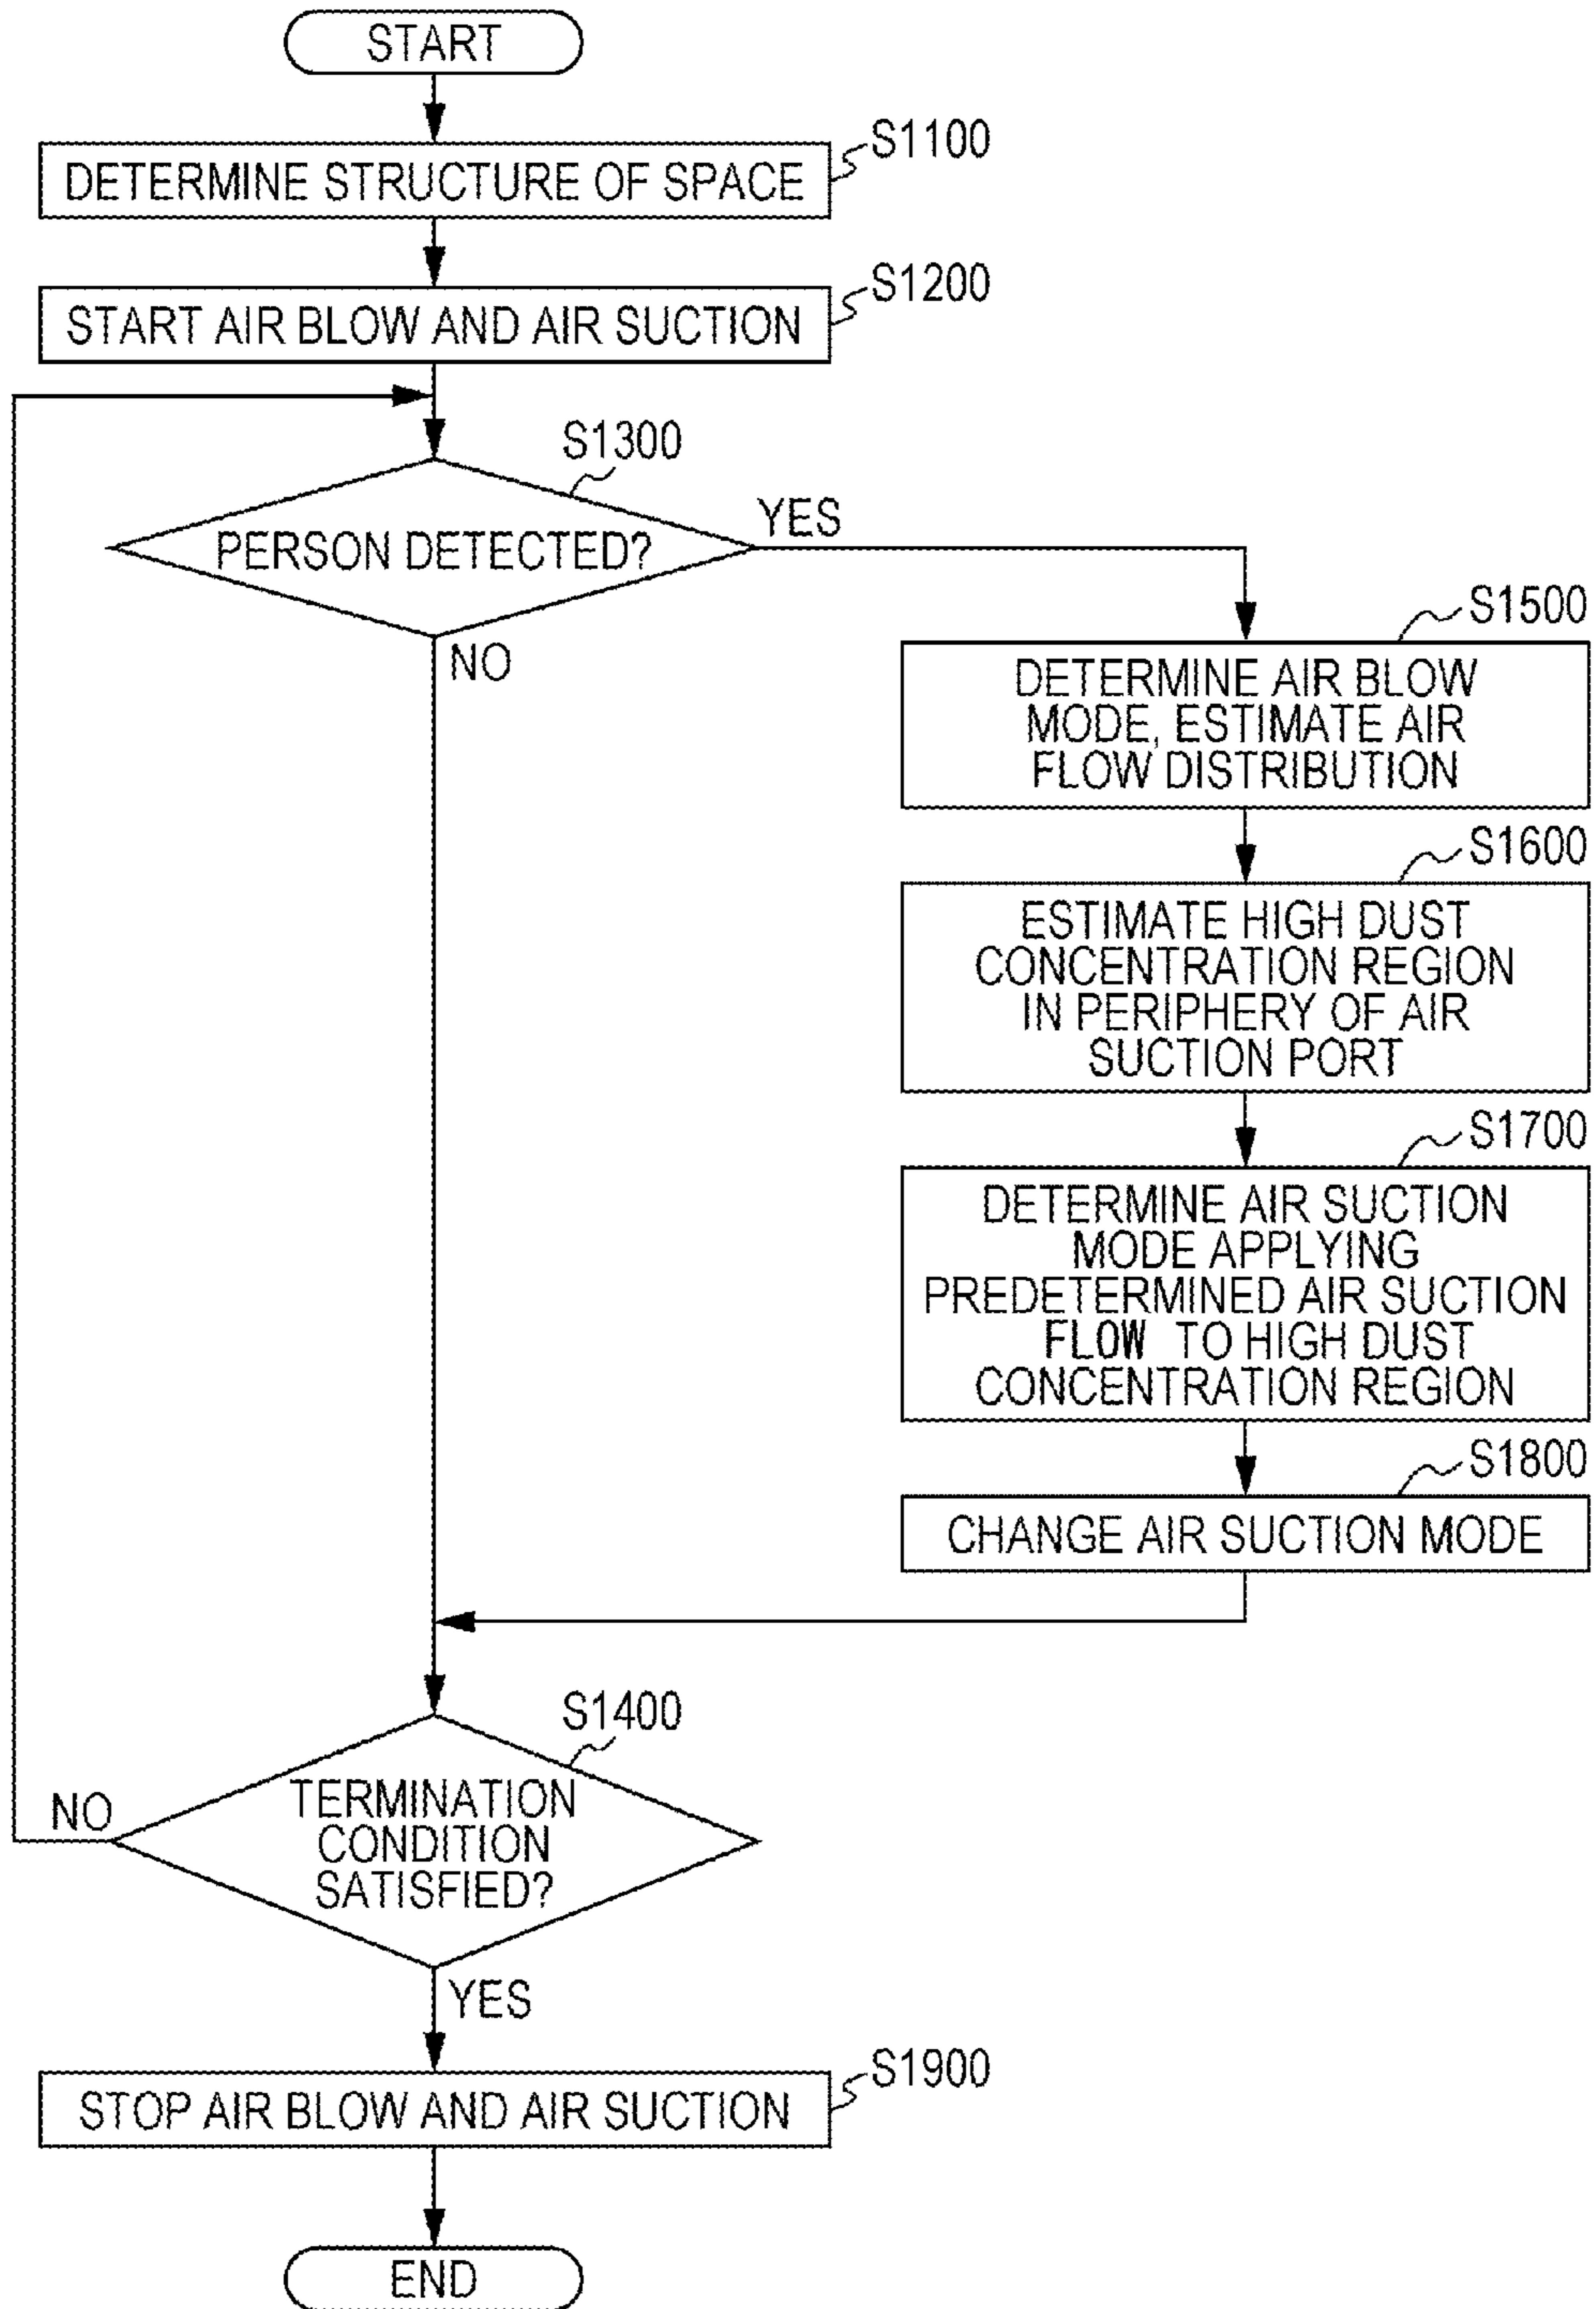 START
S1100
DETERMINE STRUCTURE OF SPACE
S1200
START AIR BLOW AND AIR SUCTION
S1300
PERSON DETECTED?
YES
NO
S1500
DETERMINE AIR BLOW
MODE, ESTIMATE AIR
FLOW DISTRIBUTION
S1600
ESTIMATE HIGH DUST
CONCENTRATION REGION
IN PERIPHERY OF AIR
SUCTION PORT
S1700
DETERMINE AIR SUCTION
MODE APPLYING
PREDETERMINED AIR SUCTION
FLOW TO HIGH DUST
CONCENTRATION REGION
S1800
CHANGE AIR SUCTION MODE
S1400
TERMINATION
CONDITION
SATISFIED?
NO
YES
S1900
STOP AIR BLOW AND AIR SUCTION
END